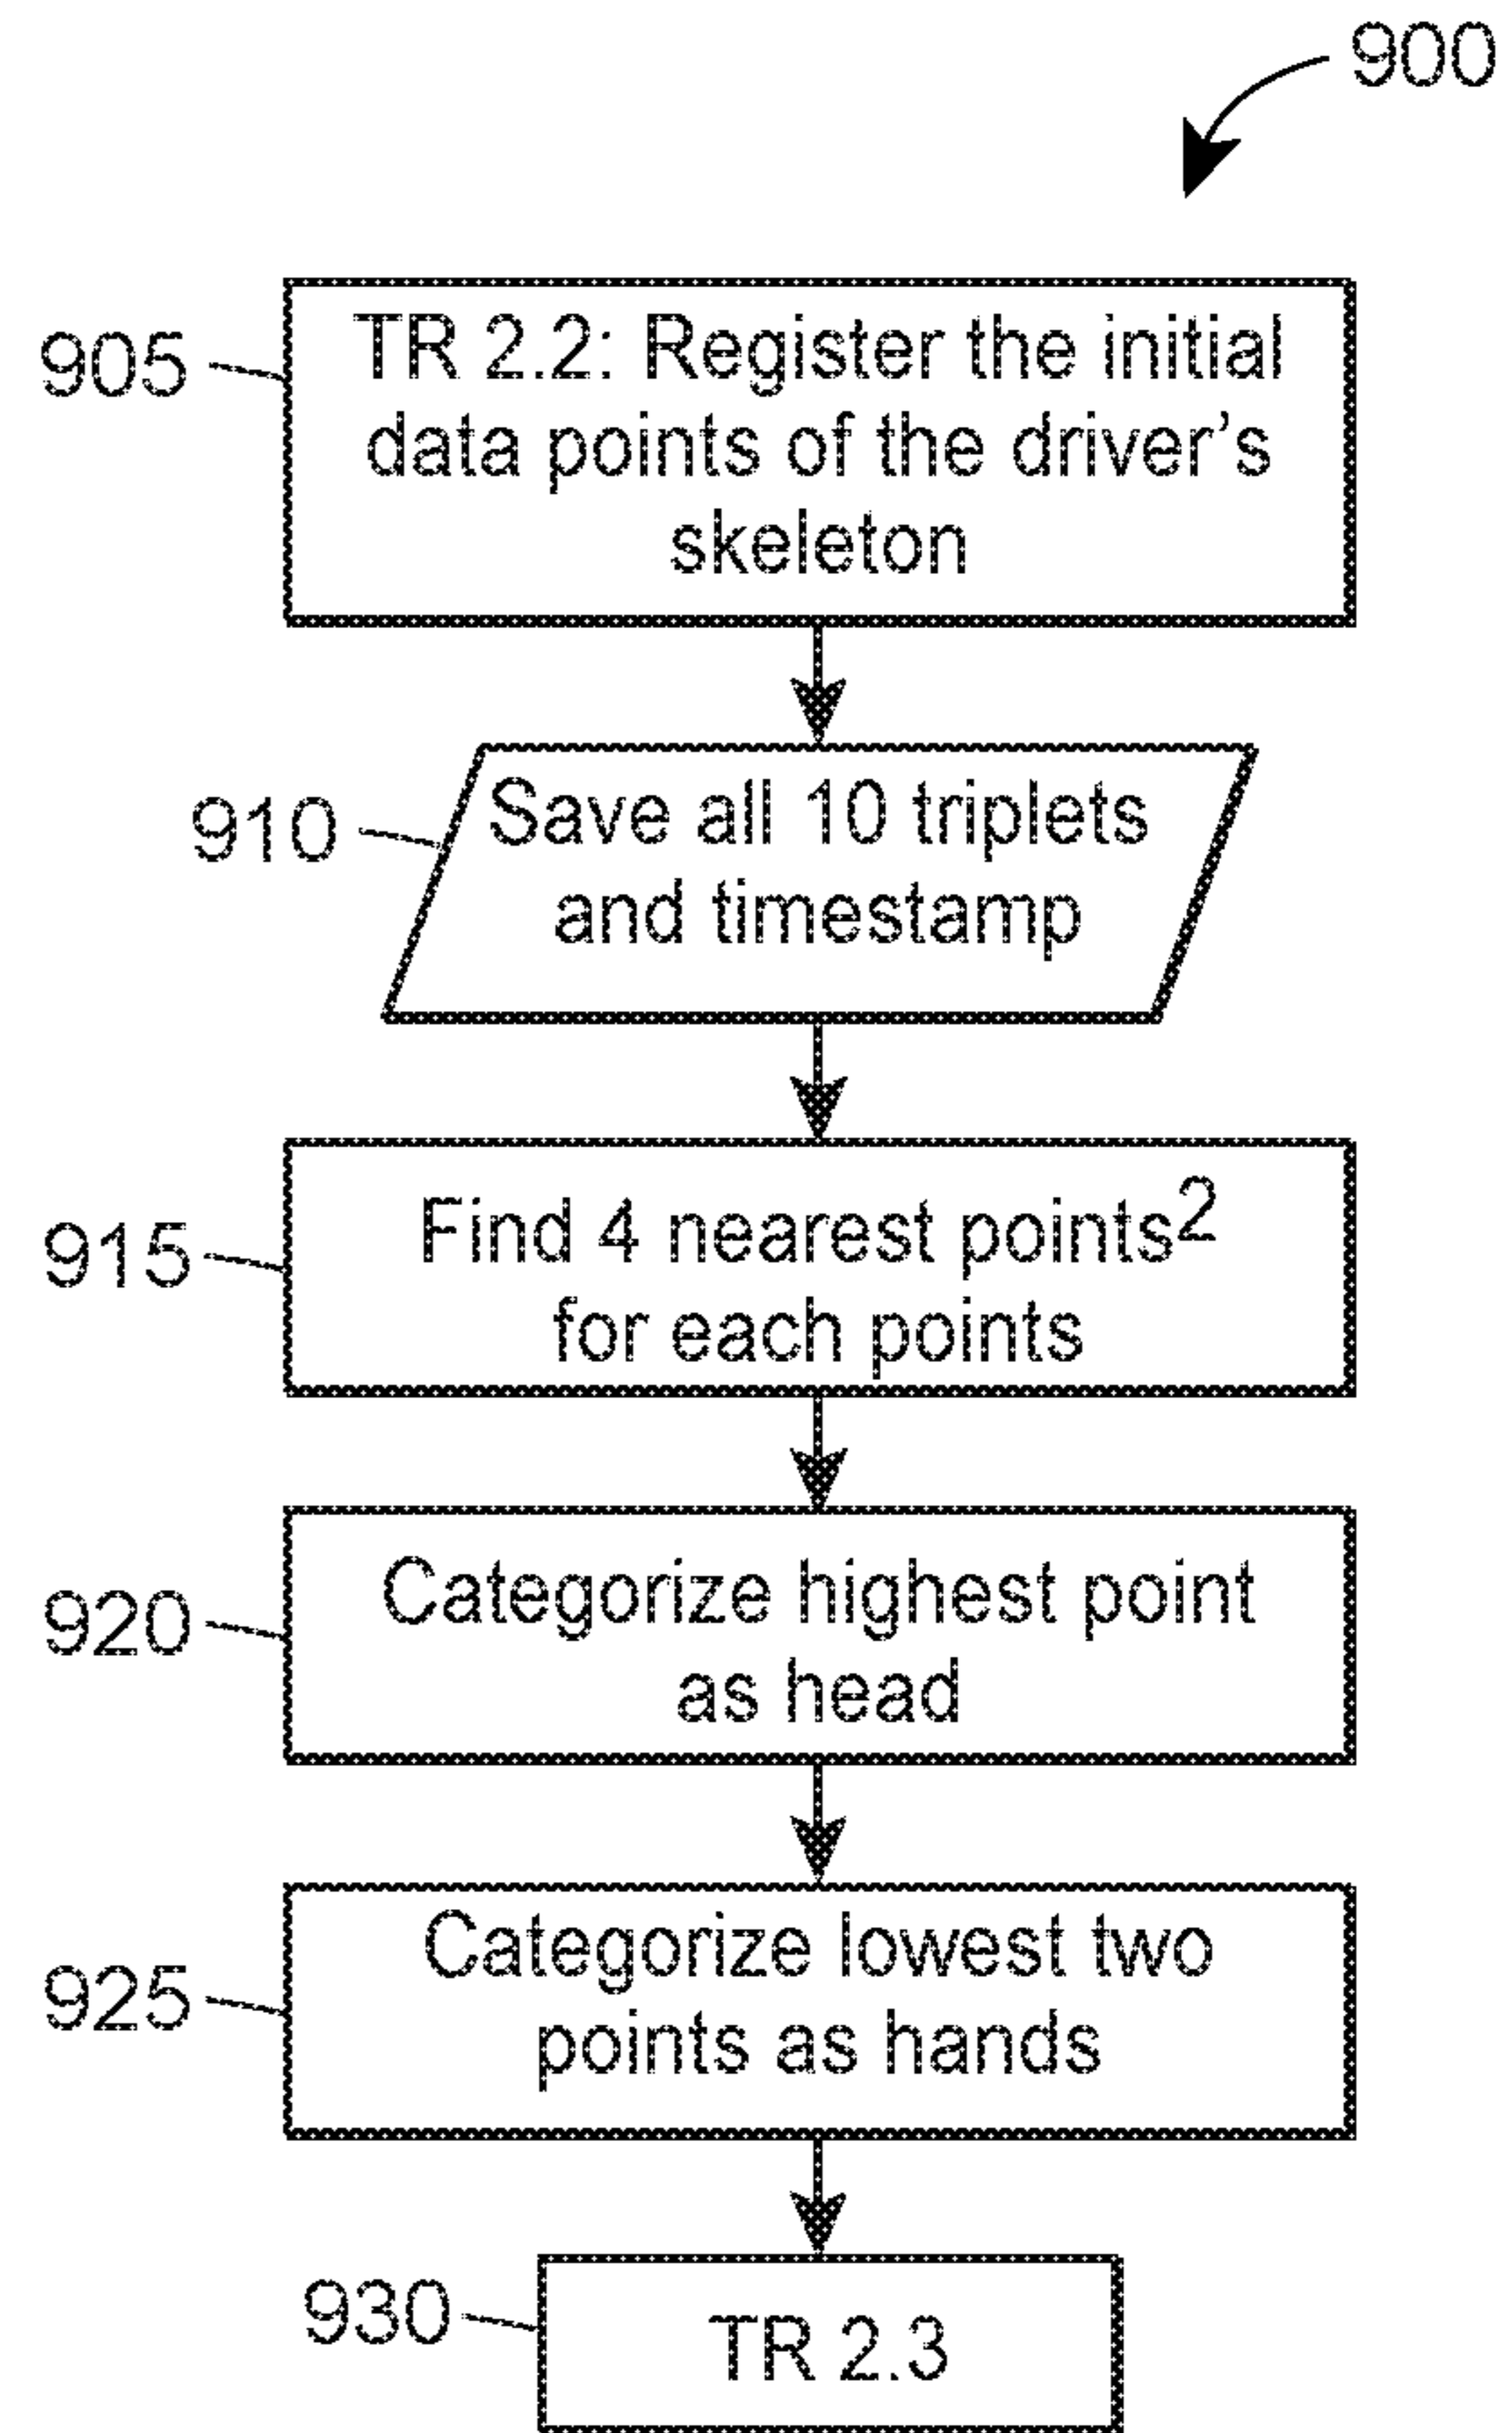 900
905
TR 2.2: Register the initial
data points of the driver’s
skeleton
910
Save all 10 triplets
and timestamp
915
Find 4 nearest points2
for each points
920
Categorize highest point
as head
925
Categorize lowest two
points as hands
930
TR 2.3